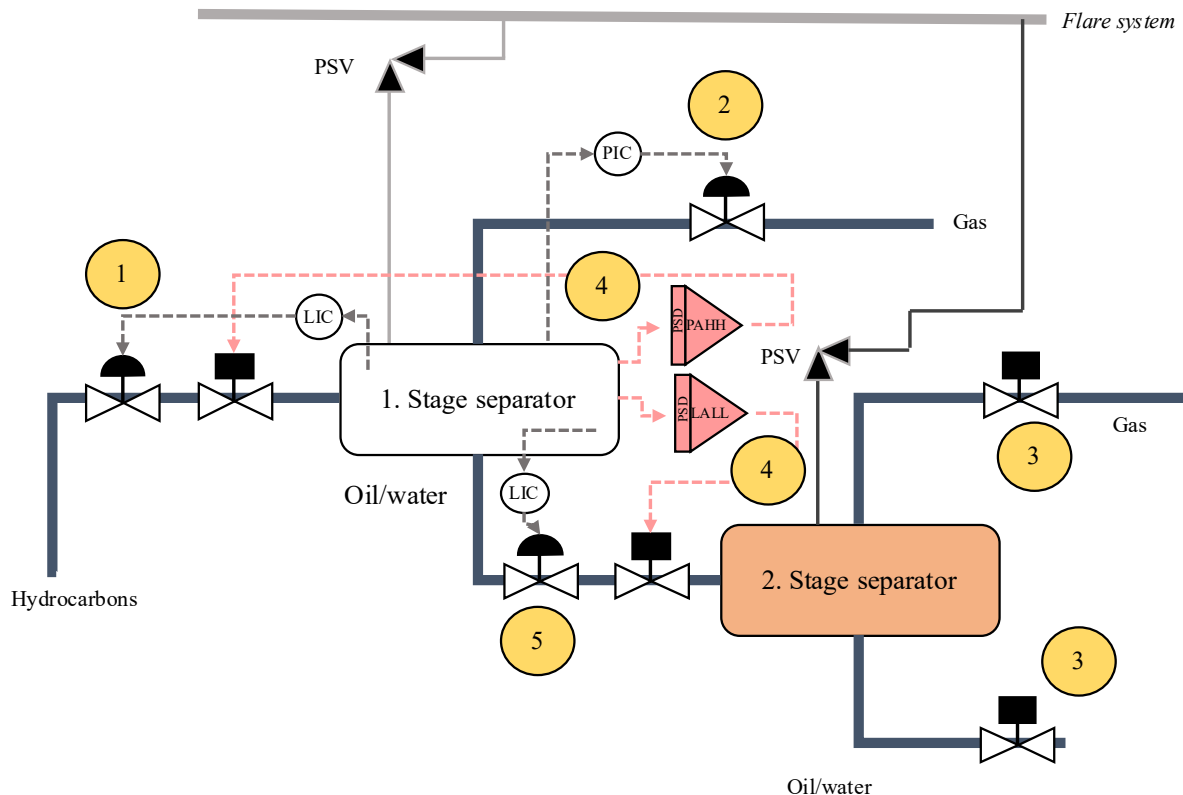 Flare system
PSV
2
PIC
Gas
1
4
LIC
PSD
PAHH
PSV
1. Stage separator
PSD
LALL
Gas
3
4
Oil/water
LIC
2. Stage separator
Hydrocarbons
5
3
Oil/water